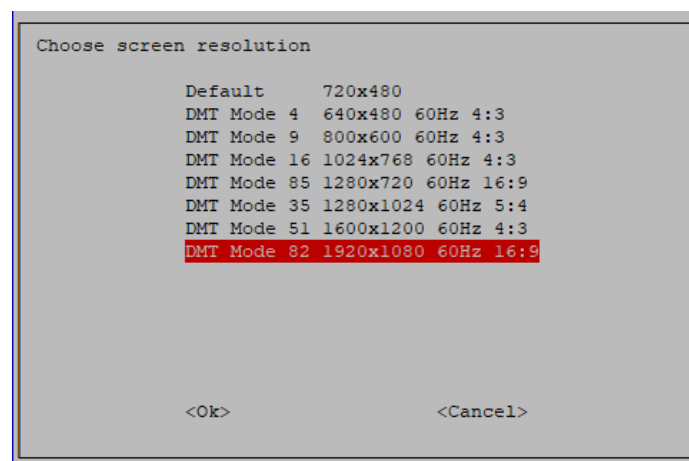 Choose screen resolution
Default 720x480
DMT Mode 4 640x480 60Hz 4:3
DMT Mode 9 800x600 60Hz 4:3
DMT Mode 16 1024x768 60Hz 4:3
DMT Mode 85 1280x720 60Hz 16:9
DMT Mode 35 1280x1024 60Hz 5:4
DMT Mode 51 1600x1200 60Hz 4:3
DMT Mode 82 1920x1080 60Hz 16:9
<Ok> <Cancel>